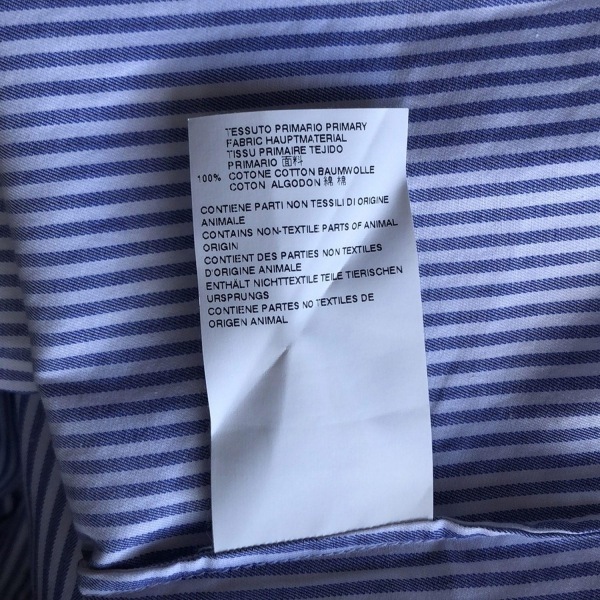 TESSUTO PRIMARIO PRIMARY
FABRIC HAUPTMATERIAL
TISSU PRIMAIRE TEJIDO
PRIMARIO 面料
100% COTONE COTTON BAUMWOLLE
COTON ALGODON 綿 棉
CONTIENE PARTI NON TESSILI DI ORIGINE
ANIMALE
CONTAINS NON-TEXTILE PARTS OF ANIMAL
ORIGIN
CONTIENT DES PARTIES NON TEXTILES
D'ORIGINE ANIMALE
ENTHÄLT NICHTTEXTILE TEILE TIERISCHEN
URSPRUNGS
CONTIENE PARTES NO TEXTILES DE
ORIGEN ANIMAL